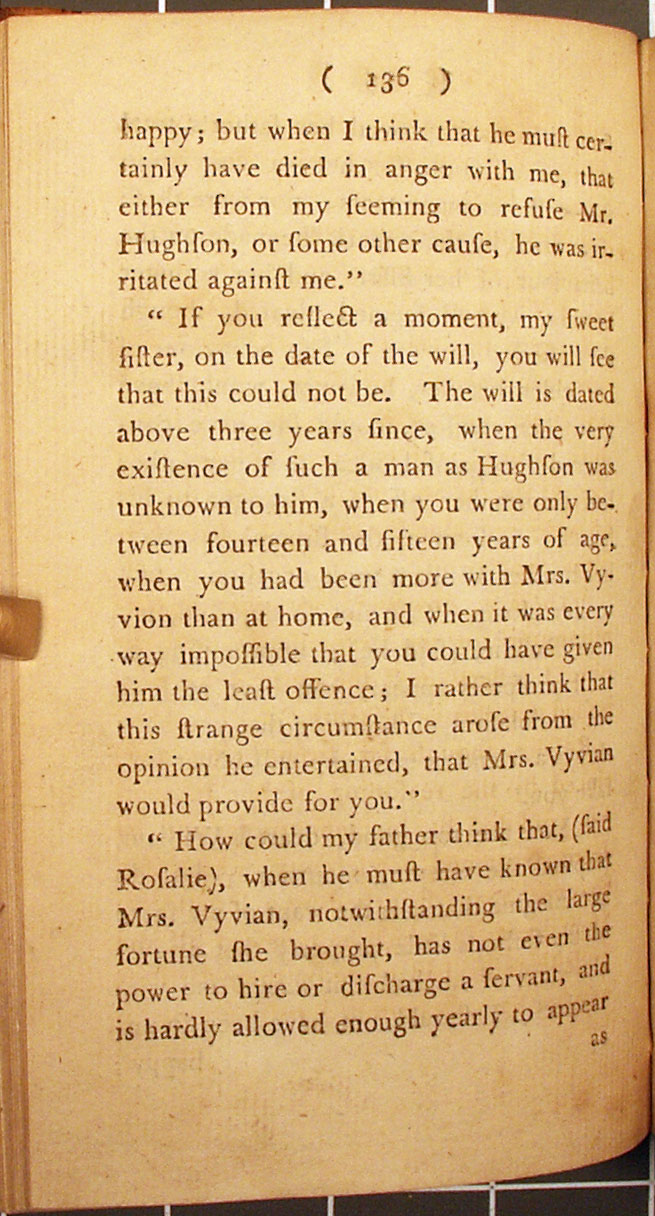 ( 136 )
happy; but when I think that he muſt cer-
tainly have died in anger with me, that
either from my ſeeming to refuſe Mr.
Hughſon, or ſome other cauſe, he was ir-
ritated againſt me.”
“ If you reflect a moment, my ſweet
ſiſter, on the date of the will, you will ſee
that this could not be. The will is dated
above three years ſince, when the very
exiſtence of ſuch a man as Hughſon was
unknown to him, when you were only be-
tween fourteen and fifteen years of age,
when you had been more with Mrs. Vy-
vion than at home, and when it was every
way impoſſible that you could have given
him the leaſt offence; I rather think that
this ſtrange circumſtance aroſe from the
opinion he entertained, that Mrs. Vyvian
would provide for you.”
“ How could my father think that, (ſaid
Roſalie), when he muſt have known that
Mrs. Vyvian, notwithſtanding the large
fortune ſhe brought, has not even the
power to hire or diſcharge a ſervant, and
is hardly allowed enough yearly to appear
as